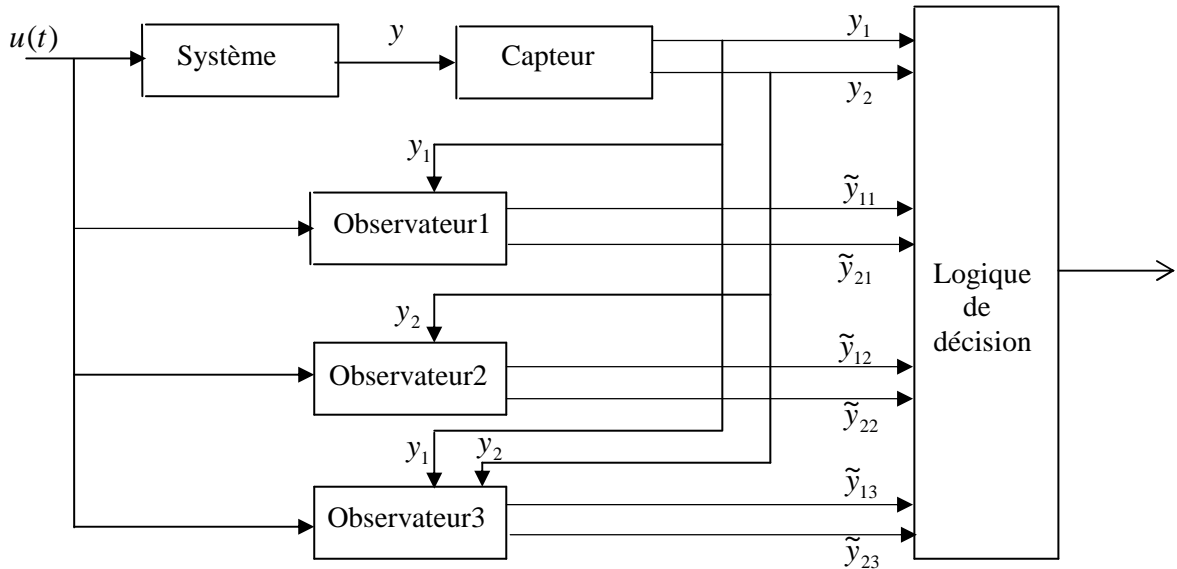 u(t)
Système
y
Capteur
y₁
y₂
y₁
Observateur1
ỹ₁₁
ỹ₂₁
y₂
Observateur2
ỹ₁₂
ỹ₂₂
y₁
y₂
Observateur3
ỹ₁₃
ỹ₂₃
Logique
de
décision